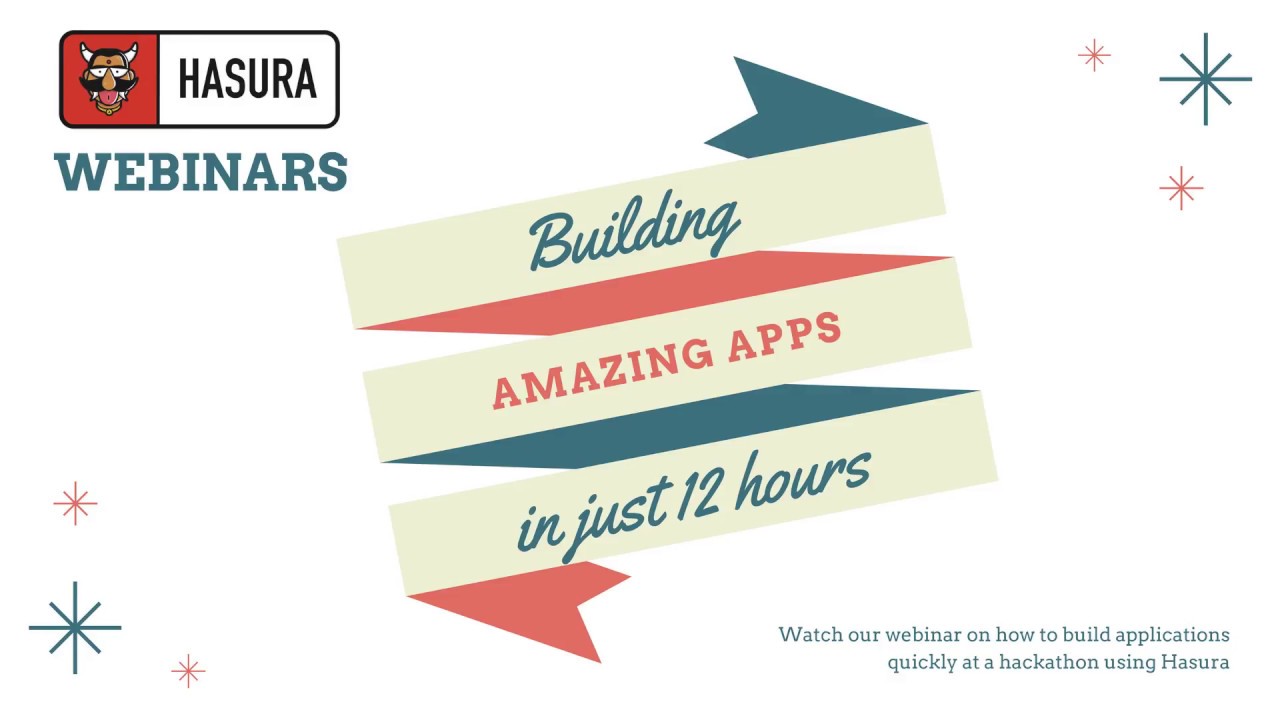 HASURA
WEBINARS
Building
AMAZING APPS
in just 12 hours
Watch our webinar on how to build applications
quickly at a hackathon using Hasura